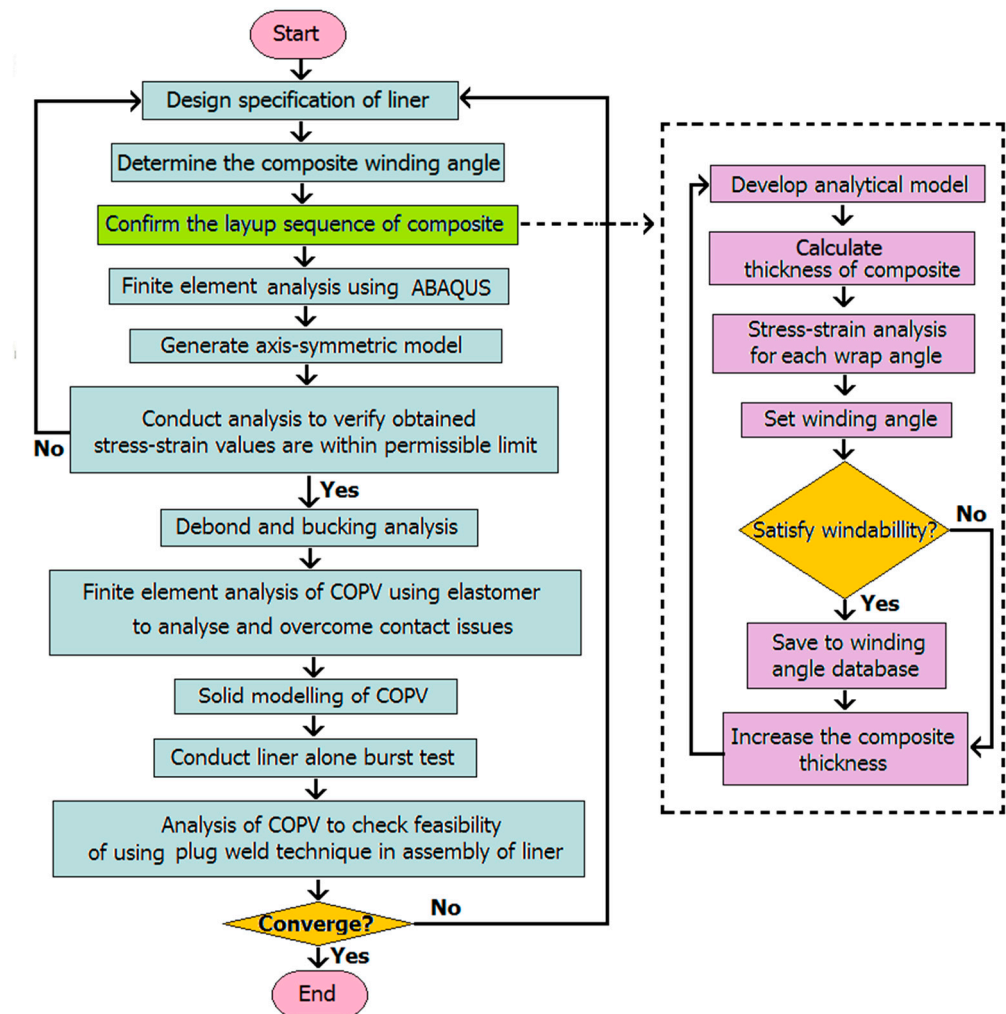 Start
Design specification of liner
Determine the composite winding angle
Confirm the layup sequence of composite
Finite element analysis using ABAQUS
Generate axis-symmetric model
Conduct analysis to verify obtained
stress-strain values are within permissible limit
No
Yes
Debond and bucking analysis
Finite element analysis of COPV using elastomer
to analyse and overcome contact issues
Solid modelling of COPV
Conduct liner alone burst test
Analysis of COPV to check feasibility
of using plug weld technique in assembly of liner
Converge?
No
Yes
End
Develop analytical model
Calculate
thickness of composite
Stress-strain analysis
for each wrap angle
Set winding angle
Satisfy windabillity?
No
Yes
Save to winding
angle database
Increase the composite
thickness